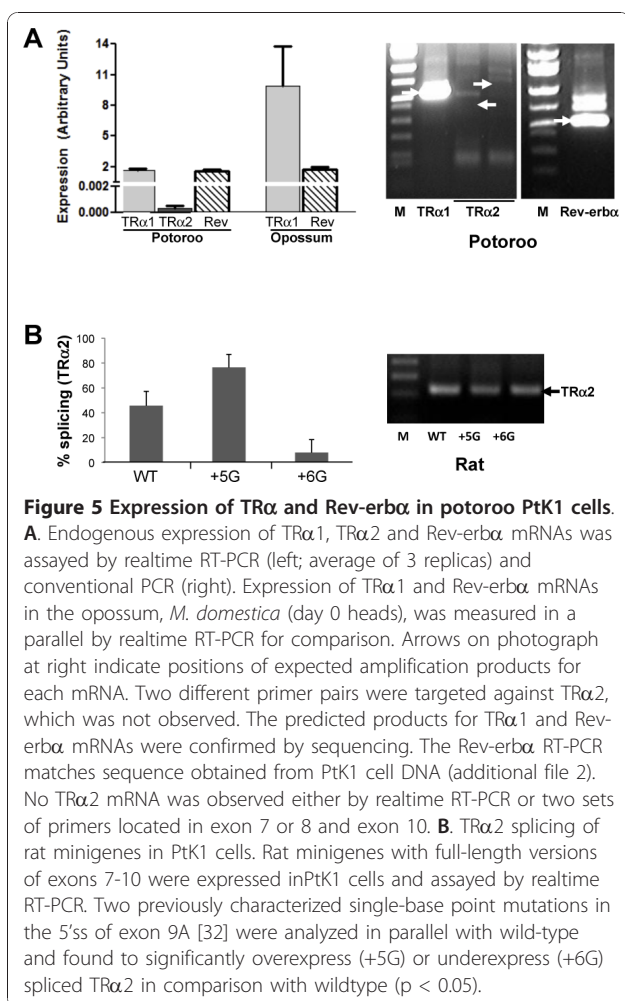 A
Expression (Arbitrary Units)
14
11
8
5
2
0.002
0.000
TRα1 TRα2 Rev
Potoroo
TRα1 Rev
Opossum
M TRα1 TRα2
M Rev-erbα
Potoroo
B
% splicing (TRα2)
100
80
60
40
20
0
WT +5G +6G
TRα2
M WT +5G +6G
Rat
Figure 5 Expression of TRα and Rev-erbα in potoroo PtK1 cells.
A. Endogenous expression of TRα1, TRα2 and Rev-erbα mRNAs was
assayed by realtime RT-PCR (left; average of 3 replicas) and
conventional PCR (right). Expression of TRα1 and Rev-erbα mRNAs
in the opossum, M. domestica (day 0 heads), was measured in a
parallel by realtime RT-PCR for comparison. Arrows on photograph
at right indicate positions of expected amplification products for
each mRNA. Two different primer pairs were targeted against TRα2,
which was not observed. The predicted products for TRα1 and Rev-
erbα mRNAs were confirmed by sequencing. The Rev-erbα RT-PCR
matches sequence obtained from PtK1 cell DNA (additional file 2).
No TRα2 mRNA was observed either by realtime RT-PCR or two sets
of primers located in exon 7 or 8 and exon 10. B. TRα2 splicing of
rat minigenes in PtK1 cells. Rat minigenes with full-length versions
of exons 7-10 were expressed inPtK1 cells and assayed by realtime
RT-PCR. Two previously characterized single-base point mutations in
the 5'ss of exon 9A [32] were analyzed in parallel with wild-type
and found to significantly overexpress (+5G) or underexpress (+6G)
spliced TRα2 in comparison with wildtype (p < 0.05).